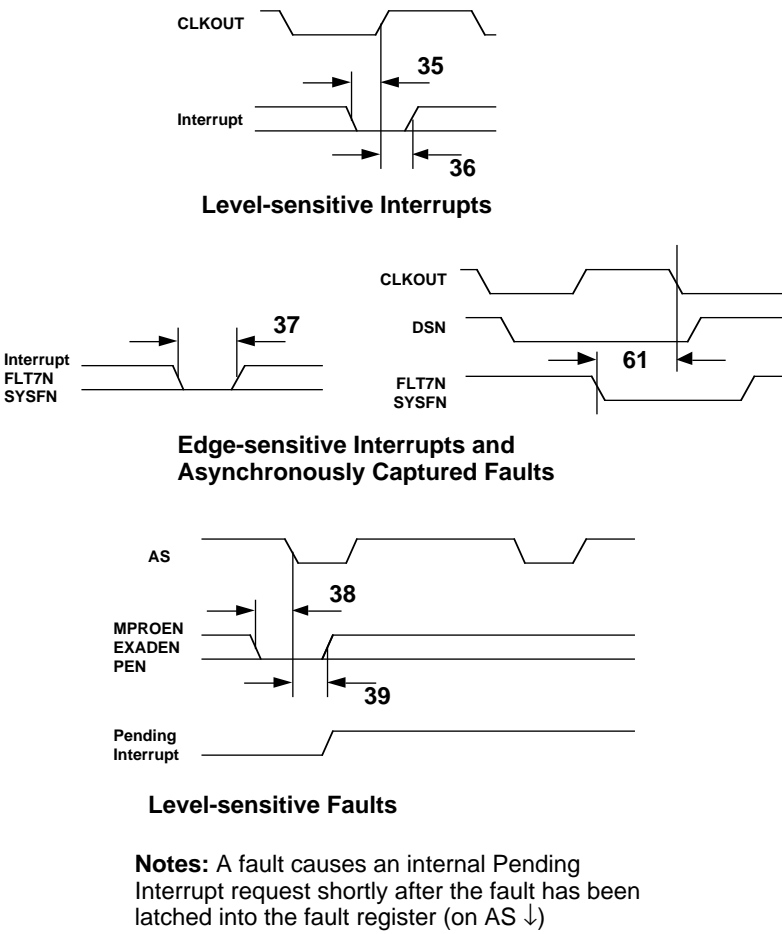 CLKOUT
35
Interrupt
36
Level-sensitive Interrupts
37
Interrupt
FLT7N
SYSFN
CLKOUT
DSN
61
FLT7N
SYSFN
Edge-sensitive Interrupts and
Asynchronously Captured Faults
AS
38
MPROEN
EXADEN
PEN
39
Pending
Interrupt
Level-sensitive Faults
Notes: A fault causes an internal Pending
Interrupt request shortly after the fault has been
latched into the fault register (on AS ↓)